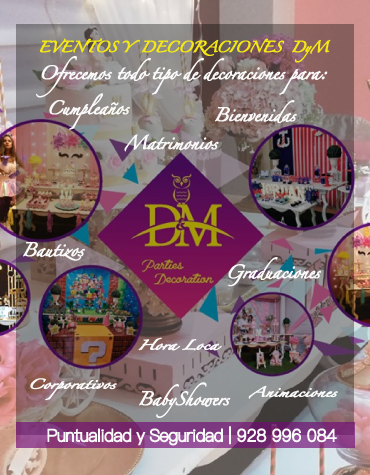 EVENTOS Y DECORACIONES DyM
Ofrecemos todo tipo de decoraciones para:
Cumpleaños
Bienvenidas
Matrimonios
D&M
Parties
Decoration
Bautizos
Graduaciones
Hora Loca
Corporativos
BabyShowers
Animaciones
Puntualidad y Seguridad | 928 996 084